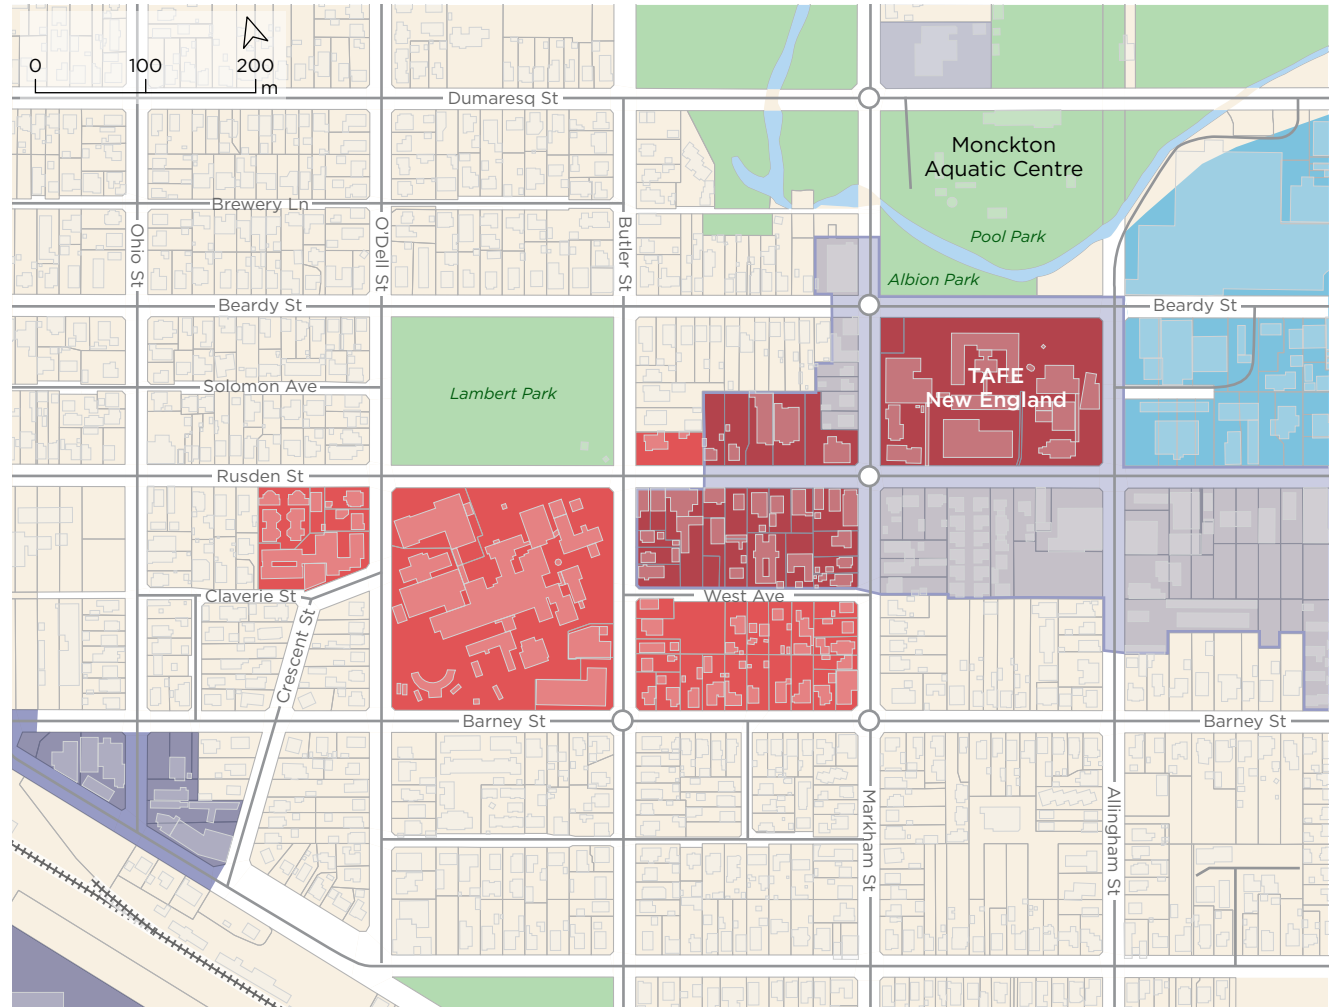 0
100
200
m
Dumaresq St
Monckton
Aquatic Centre
Brewery Ln
Ohio St
O'Dell St
Butler St
Pool Park
Albion Park
Beardy St
Beardy St
Solomon Ave
Lambert Park
TAFE
New England
Rusden St
Claverie St
West Ave
Crescent St
Barney St
Barney St
Markham St
Allingham St